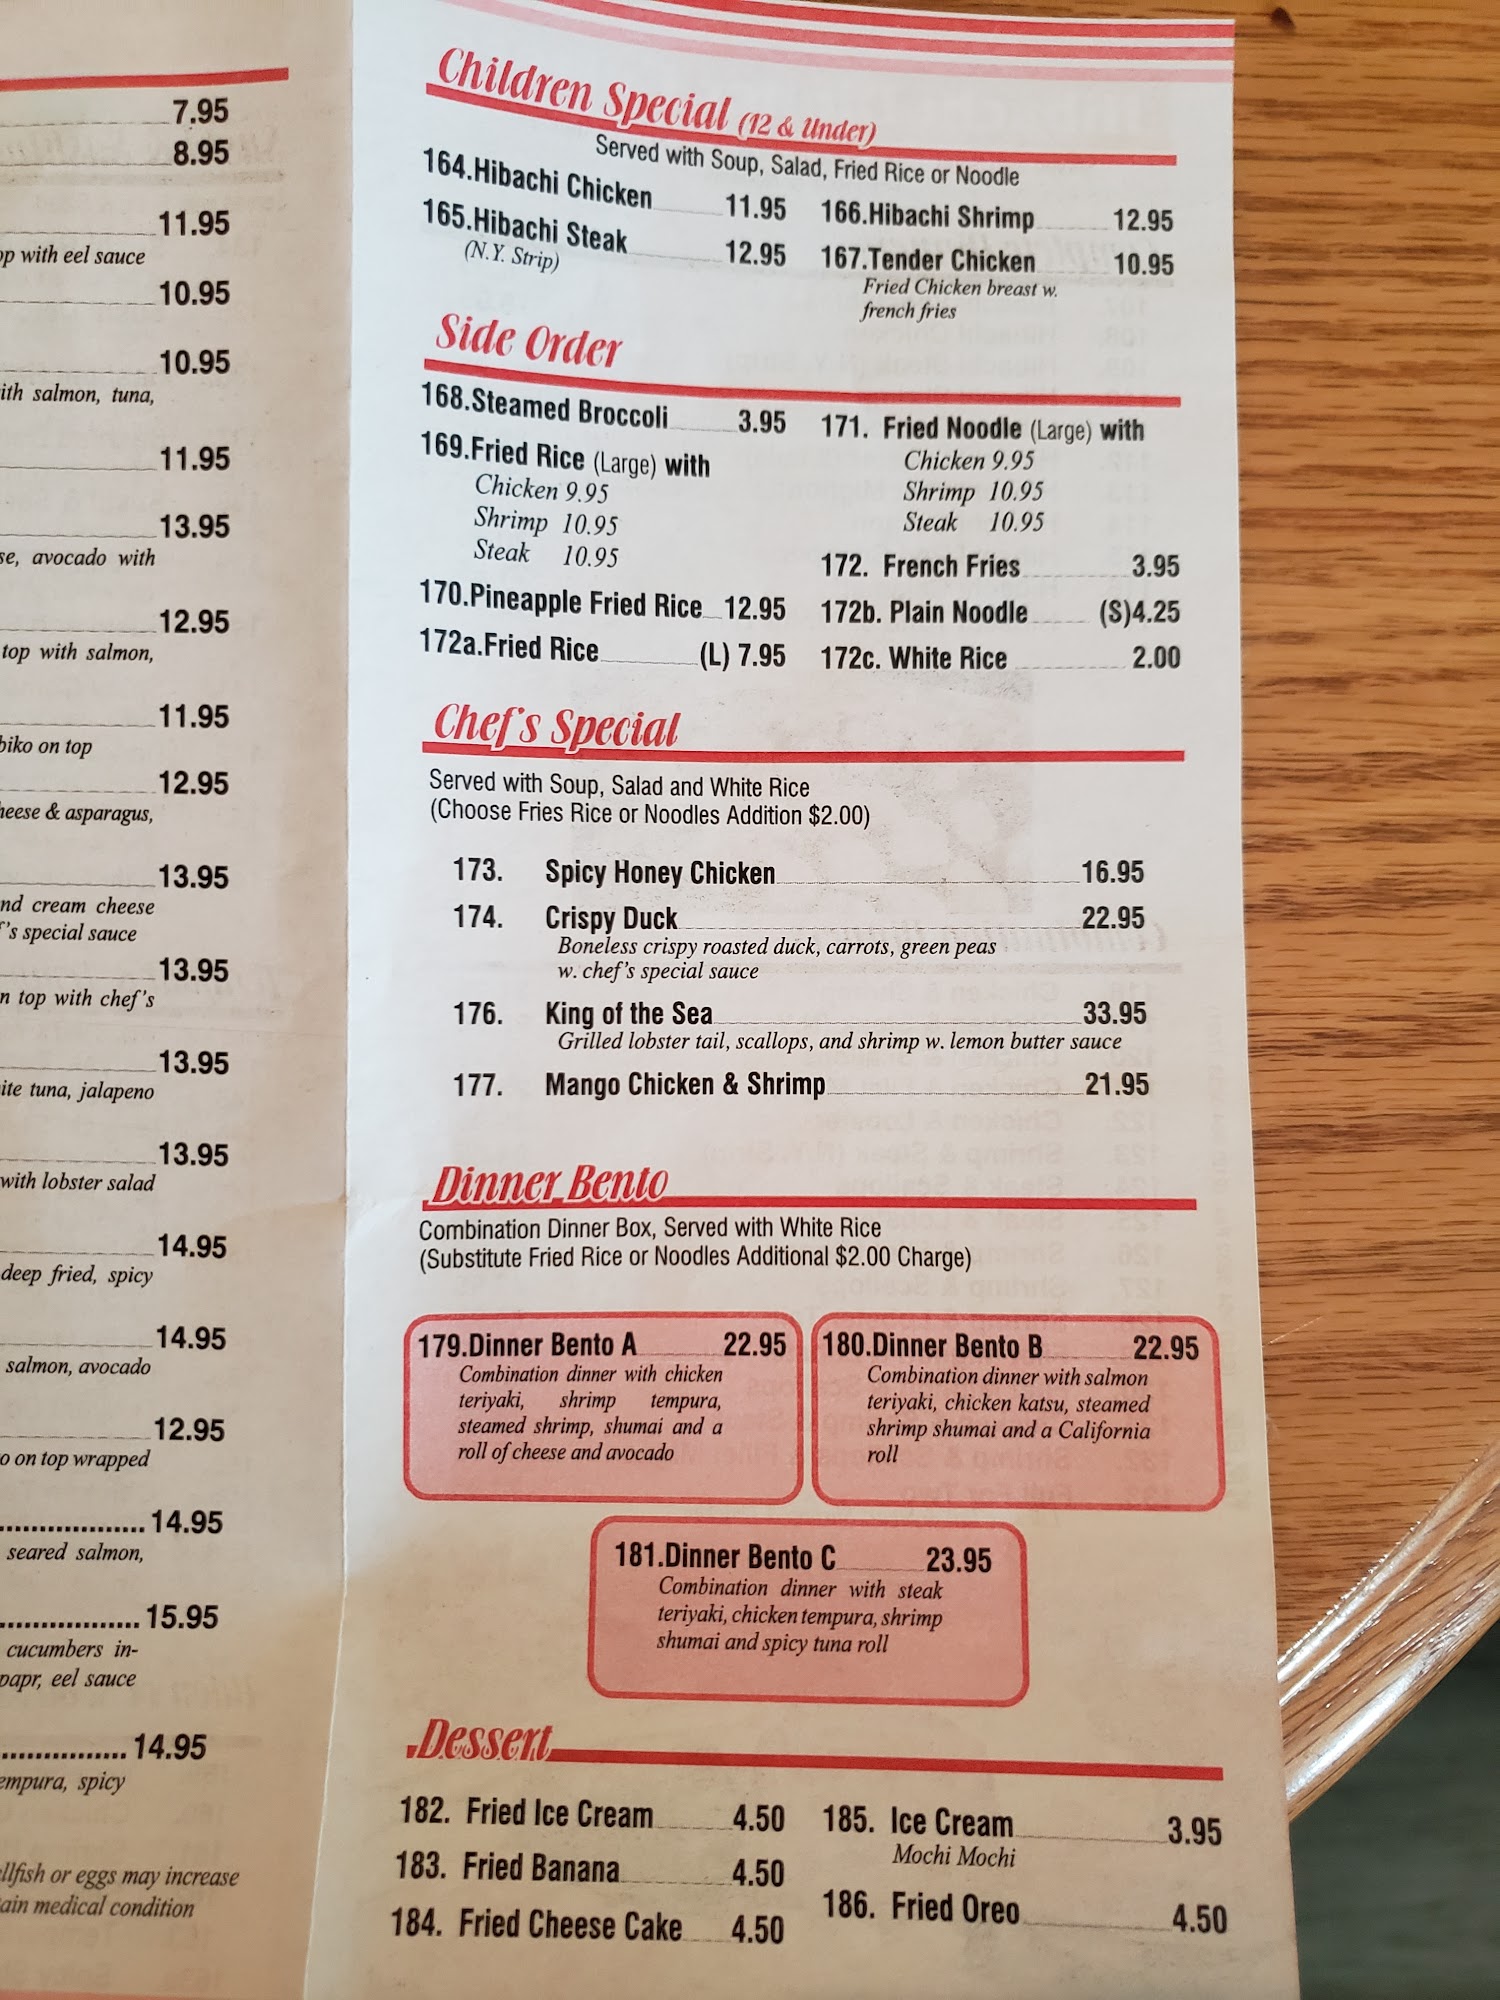 7.95
8.95
11.95
op with eel sauce
10.95
10.95
ith salmon, tuna,
11.95
13.95
se, avocado with
12.95
top with salmon,
11.95
biko on top
12.95
heese & asparagus,
13.95
nd cream cheese
f's special sauce
13.95
n top with chef's
13.95
ite tuna, jalapeno
13.95
with lobster salad
14.95
deep fried, spicy
14.95
salmon, avocado
12.95
o on top wrapped
14.95
seared salmon,
15.95
cucumbers in-
papr, eel sauce
14.95
empura, spicy
ellfish or eggs may increase
tain medical condition
Children Special (12 & Under)
Served with Soup, Salad, Fried Rice or Noodle
164.Hibachi Chicken 11.95
165.Hibachi Steak 12.95
(N.Y. Strip)
166.Hibachi Shrimp 12.95
167.Tender Chicken 10.95
Fried Chicken breast w.
french fries
Side Order
168.Steamed Broccoli 3.95
169.Fried Rice (Large) with
Chicken 9.95
Shrimp 10.95
Steak 10.95
170.Pineapple Fried Rice 12.95
172a.Fried Rice (L) 7.95
171. Fried Noodle (Large) with
Chicken 9.95
Shrimp 10.95
Steak 10.95
172. French Fries 3.95
172b. Plain Noodle (S)4.25
172c. White Rice 2.00
Chef's Special
Served with Soup, Salad and White Rice
(Choose Fries Rice or Noodles Addition $2.00)
173. Spicy Honey Chicken 16.95
174. Crispy Duck 22.95
Boneless crispy roasted duck, carrots, green peas
w. chef's special sauce
176. King of the Sea 33.95
Grilled lobster tail, scallops, and shrimp w. lemon butter sauce
177. Mango Chicken & Shrimp 21.95
Dinner Bento
Combination Dinner Box, Served with White Rice
(Substitute Fried Rice or Noodles Additional $2.00 Charge)
179.Dinner Bento A 22.95
Combination dinner with chicken
teriyaki, shrimp tempura,
steamed shrimp, shumai and a
roll of cheese and avocado
180.Dinner Bento B 22.95
Combination dinner with salmon
teriyaki, chicken katsu, steamed
shrimp shumai and a California
roll
181.Dinner Bento C 23.95
Combination dinner with steak
teriyaki, chicken tempura, shrimp
shumai and spicy tuna roll
Dessert
182. Fried Ice Cream 4.50
183. Fried Banana 4.50
184. Fried Cheese Cake 4.50
185. Ice Cream 3.95
Mochi Mochi
186. Fried Oreo 4.50